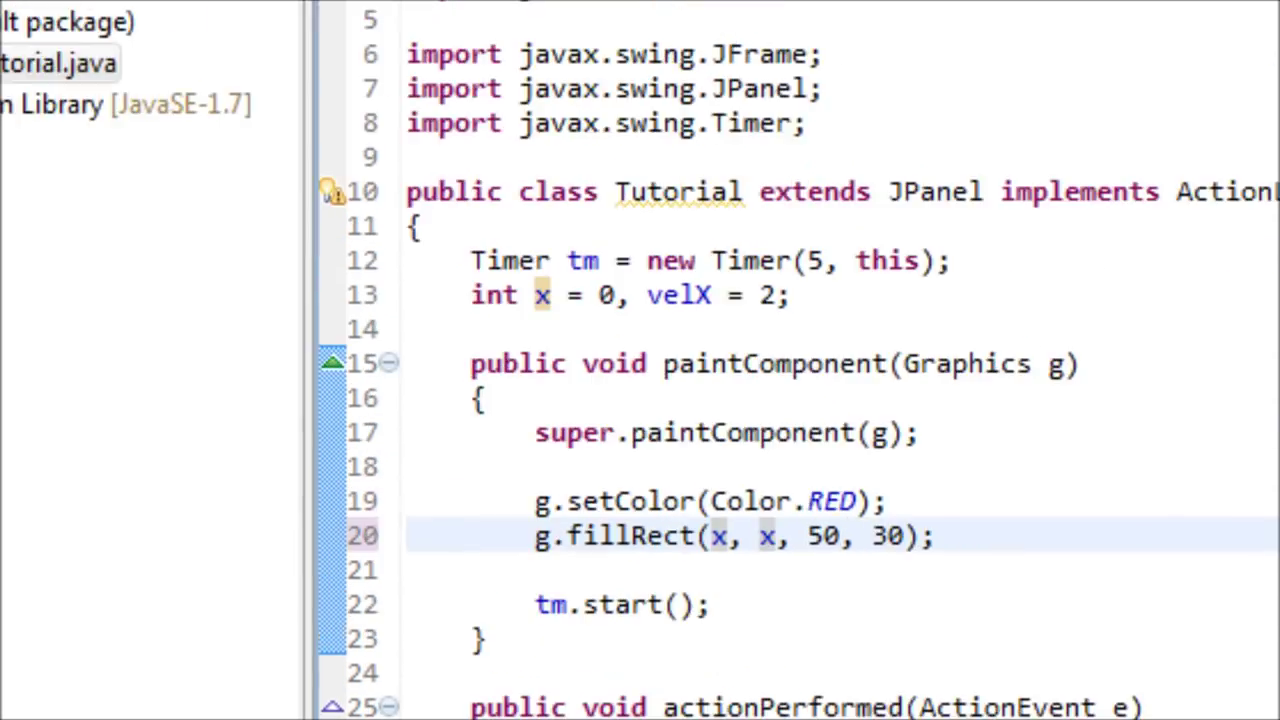 lt package)
torial.java
m Library [JavaSE-1.7]
5
6 import javax.swing.JFrame;
7 import javax.swing.JPanel;
8 import javax.swing.Timer;
9
10 public class Tutorial extends JPanel implements ActionL
11 {
12 Timer tm = new Timer(5, this);
13 int x = 0, velX = 2;
14
15 public void paintComponent(Graphics g)
16 {
17 super.paintComponent(g);
18
19 g.setColor(Color.RED);
20 g.fillRect(x, x, 50, 30);
21
22 tm.start();
23 }
24
25 public void actionPerformed(ActionEvent e)